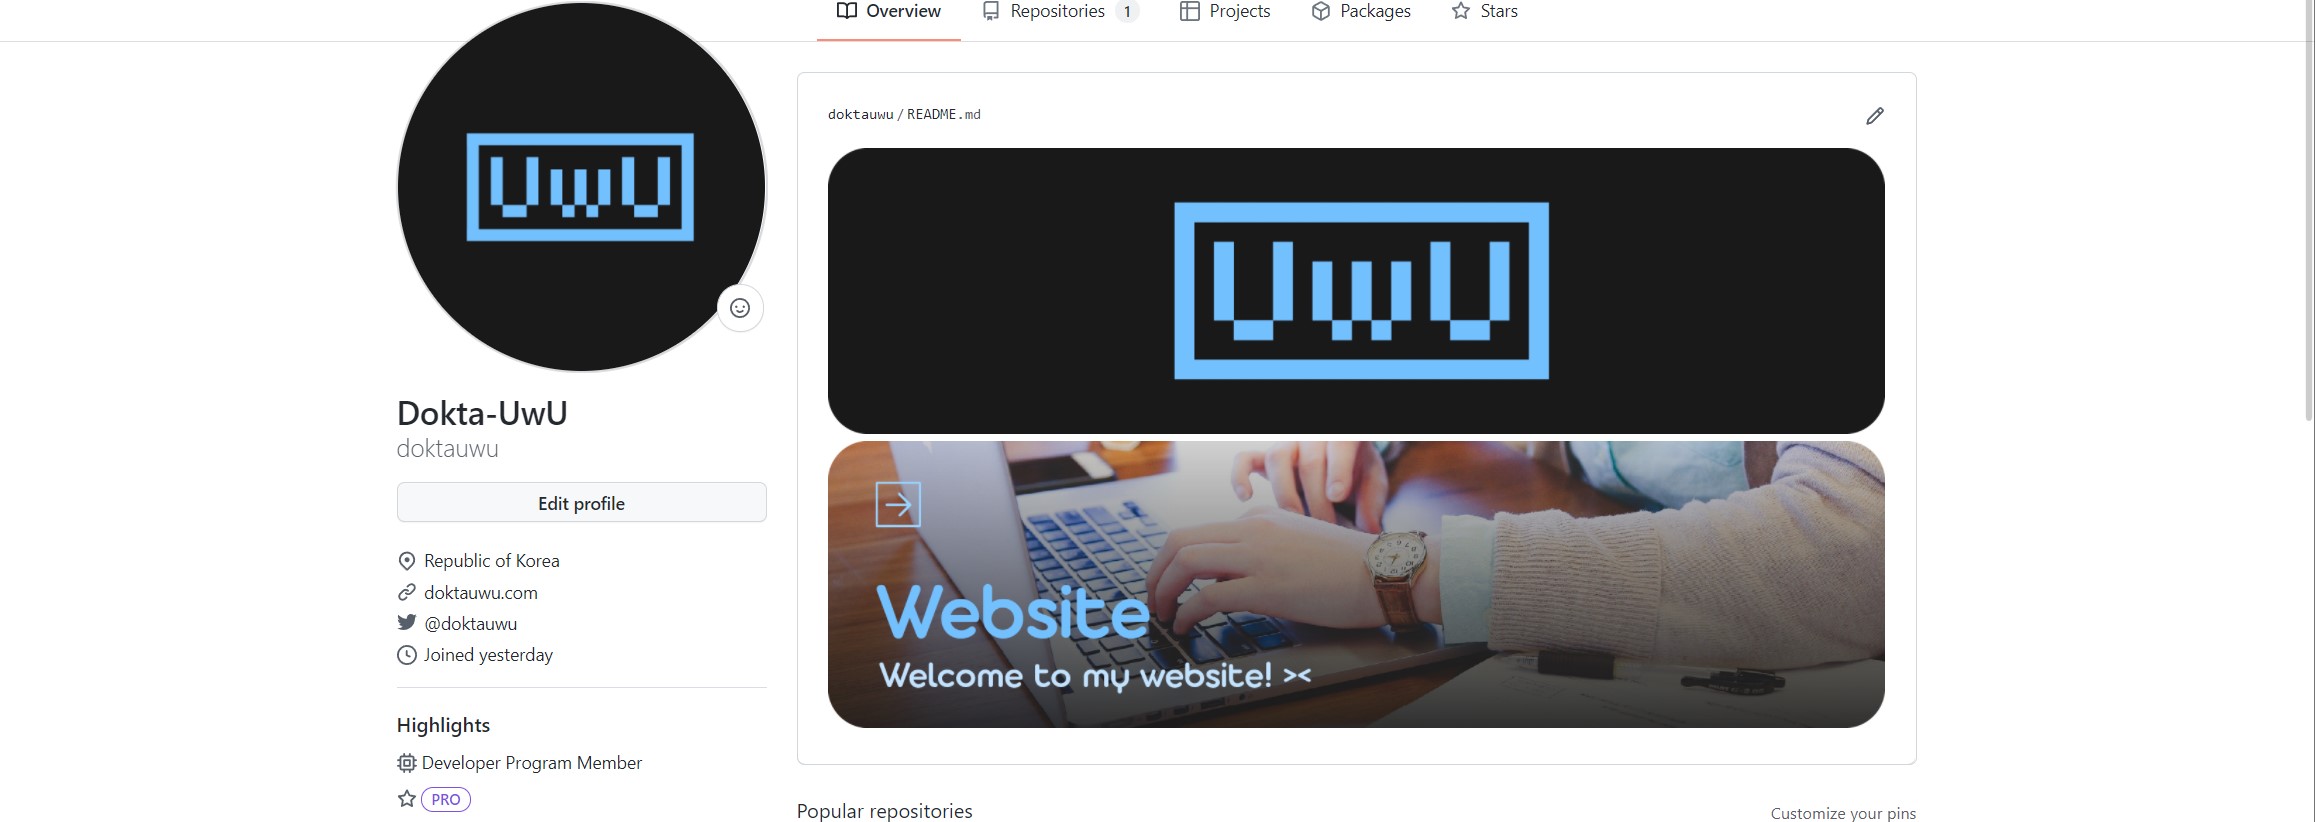 Overview Repositories 1 Projects Packages Stars
UwU
Dokta-UwU
doktauwu
Edit profile
Republic of Korea
doktauwu.com
@doktauwu
Joined yesterday
Highlights
Developer Program Member
PRO
doktauwu/README.md
UwU
Website
Welcome to my website! ><
Popular repositories
Customize your pins